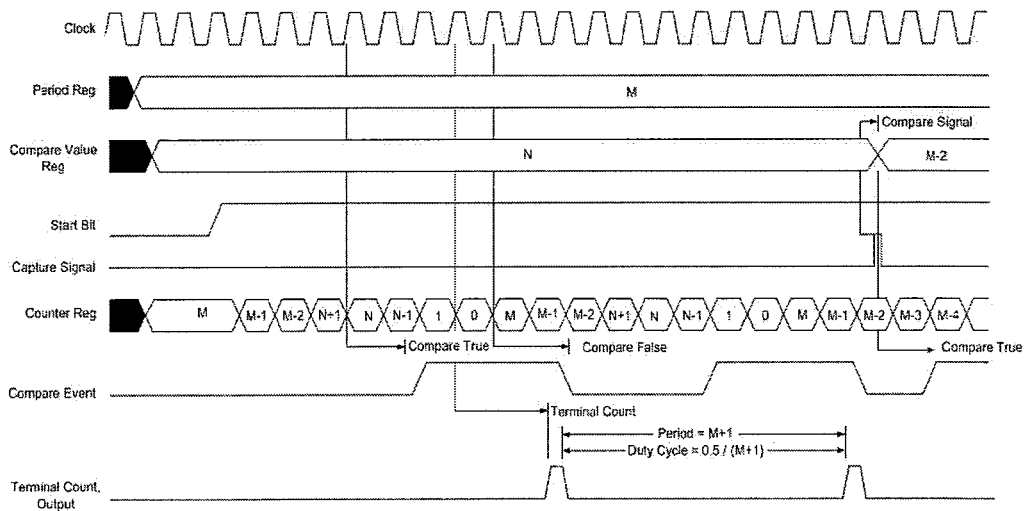 Clock
Period Reg
M
Compare Signal
Compare Value
Reg
N
M-2
Start Bit
Capture Signal
Counter Reg
M M-1 M-2 N+1 N N-1 1 0 M M-1 M-2 N+1 N N-1 1 0 M M-1 M-2 M-3 M-4
Compare True
Compare False
Compare True
Compare Event
Terminal Count
Period = M+1
Duty Cycle = 0.5 / (M+1)
Terminal Count,
Output